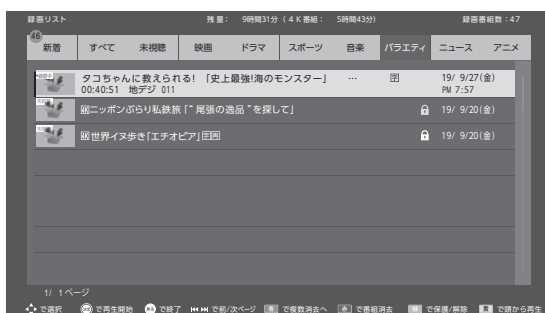 録画リスト 残量: 9時間31分 (4K番組: 5時間43分) 録画番組数:47
46
新着 すべて 未視聴 映画 ドラマ スポーツ 音楽 バラエティ ニュース アニメ
タコちゃんに教えられる! 「史上最強!海のモンスター」 … 字 19/ 9/27(金)
00:40:51 地デジ 011 PM 7:57
ニッポンぶらり私鉄旅 [“尾張の逸品”を探して」 19/ 9/20(金)
世界イヌ歩き「エチオピア」字再 19/ 9/20(金)
1/ 1ページ
で選択 で再生開始 で終了 で前/次ページ 青 で複数消去へ 赤 で番組消去 で保護/解除 で頭から再生